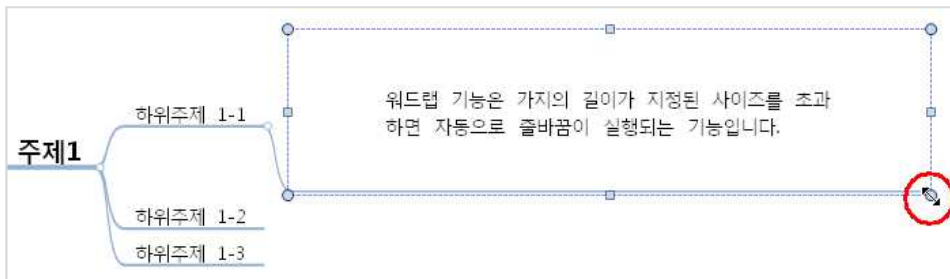 워드랩 기능은 가지의 길이가 지정된 사이즈를 초과
하면 자동으로 줄바꿈이 실행되는 기능입니다.
하위주제 1-1
주제1
하위주제 1-2
하위주제 1-3